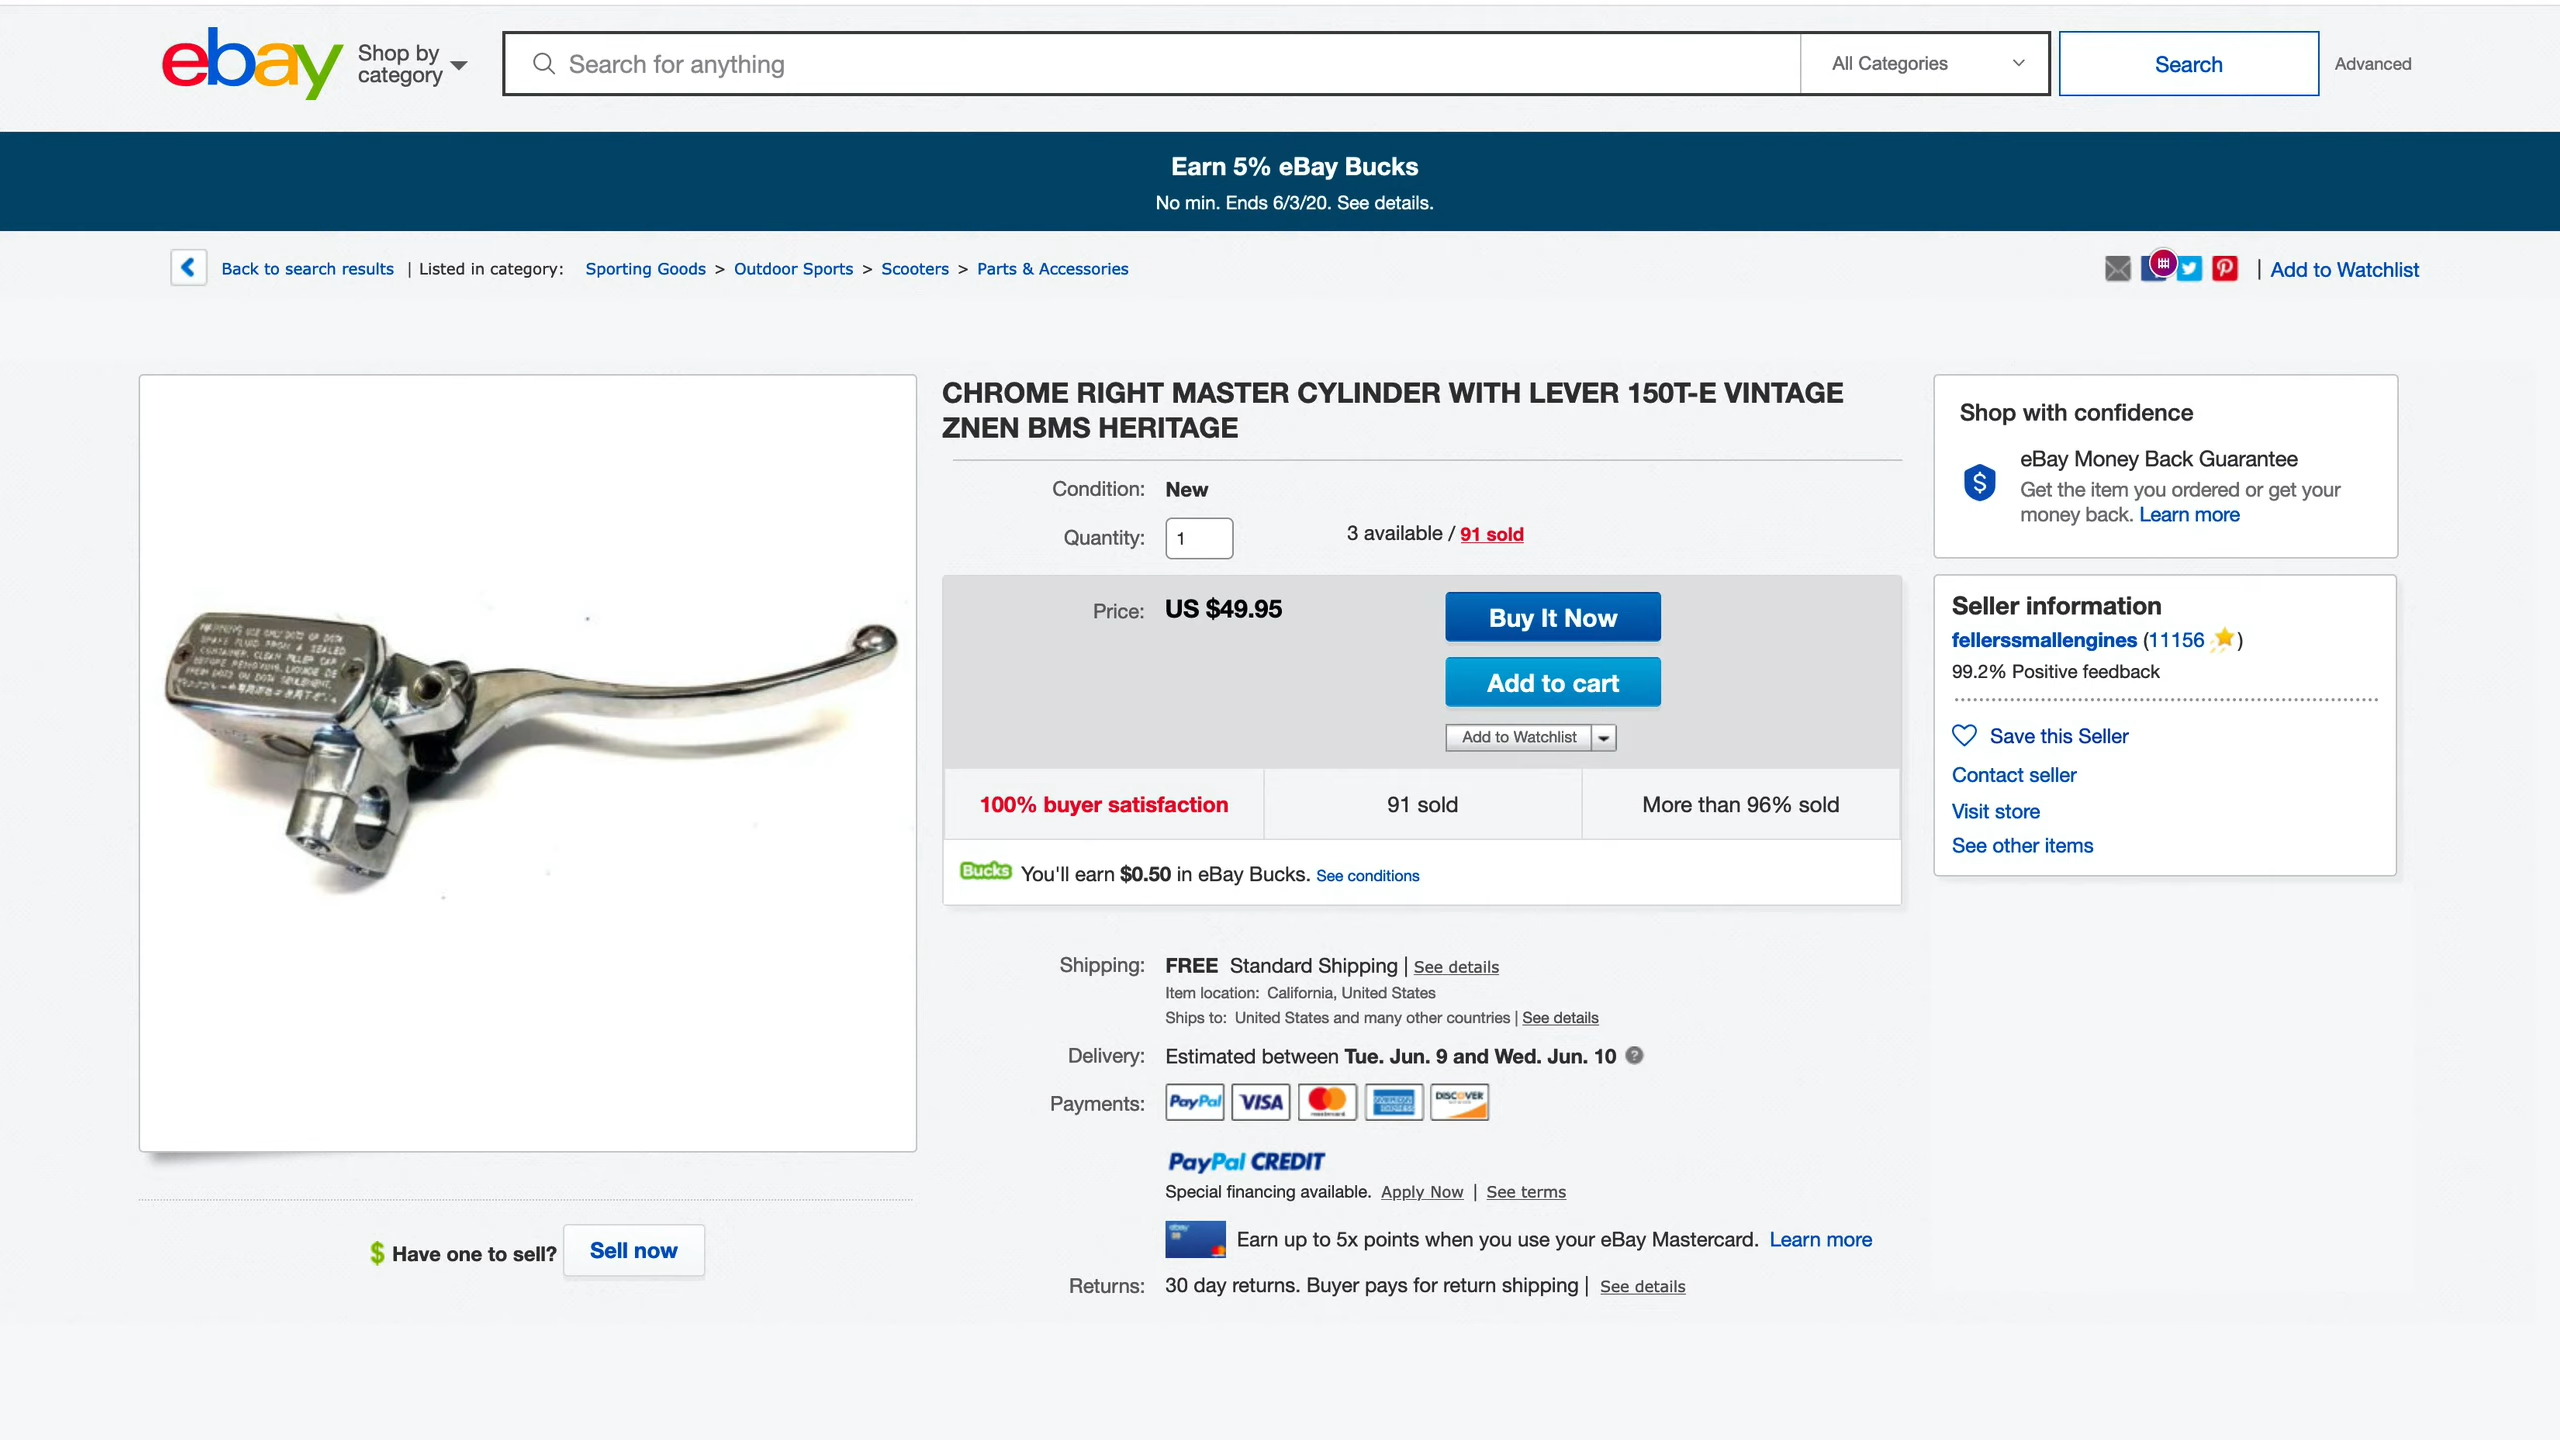 ebay
Shop by
category
Search for anything
All Categories
Search
Advanced
Earn 5% eBay Bucks
No min. Ends 6/3/20. See details.
Back to search results | Listed in category: Sporting Goods > Outdoor Sports > Scooters > Parts & Accessories
| Add to Watchlist
CHROME RIGHT MASTER CYLINDER WITH LEVER 150T-E VINTAGE
ZNEN BMS HERITAGE
Condition: New
Quantity: 1
3 available / 91 sold
Price: US $49.95
Buy It Now
Add to cart
Add to Watchlist
100% buyer satisfaction
91 sold
More than 96% sold
Bucks You'll earn $0.50 in eBay Bucks. See conditions
Shipping: FREE Standard Shipping | See details
Item location: California, United States
Ships to: United States and many other countries | See details
Delivery: Estimated between Tue. Jun. 9 and Wed. Jun. 10 ?
Payments: PayPal VISA mastercard AMERICAN EXPRESS DISCOVER
PayPal CREDIT
Special financing available. Apply Now | See terms
ebay Earn up to 5x points when you use your eBay Mastercard. Learn more
Returns: 30 day returns. Buyer pays for return shipping | See details
Shop with confidence
eBay Money Back Guarantee
Get the item you ordered or get your
money back. Learn more
Seller information
fellerssmallengines (11156)
99.2% Positive feedback
Save this Seller
Contact seller
Visit store
See other items
$ Have one to sell? Sell now